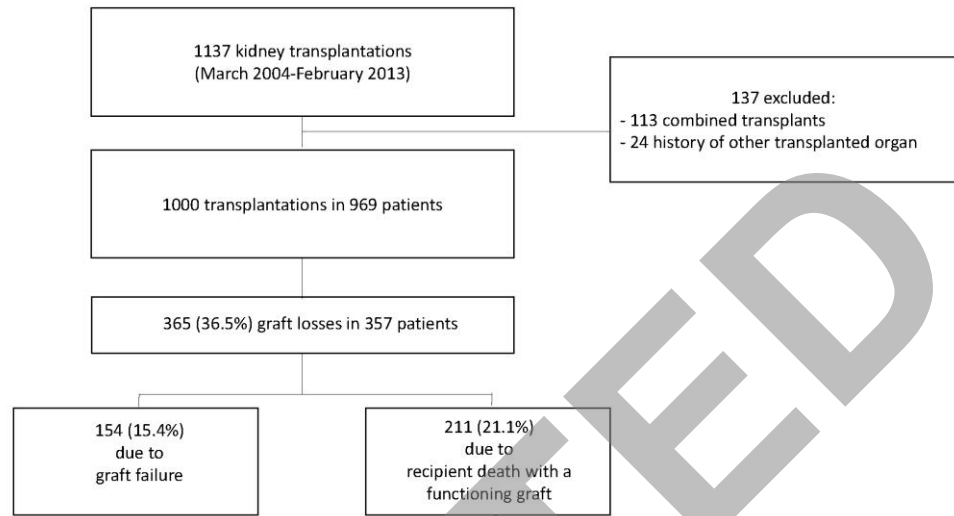 1137 kidney transplantations
(March 2004-February 2013)
137 excluded:
- 113 combined transplants
- 24 history of other transplanted organ
1000 transplantations in 969 patients
365 (36.5%) graft losses in 357 patients
154 (15.4%)
due to
graft failure
211 (21.1%)
due to
recipient death with a
functioning graft
TED